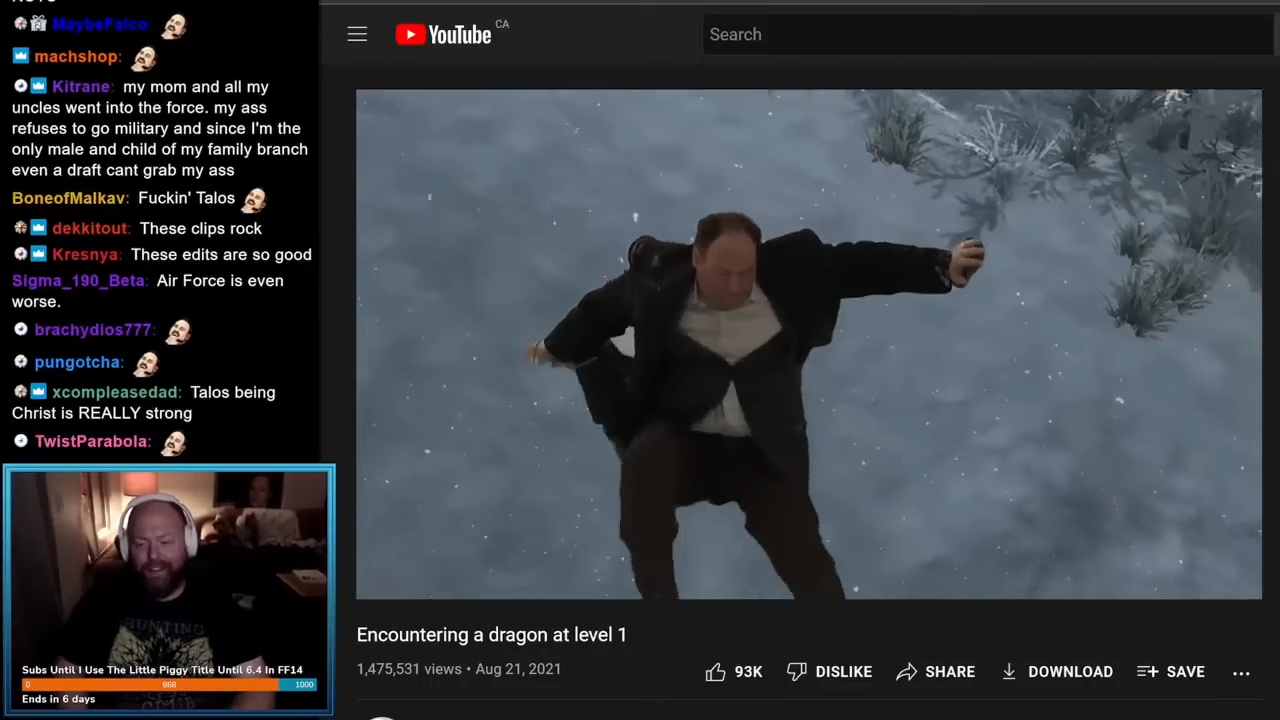 MaybeFalco
machshop:
Kitrane: my mom and all my
uncles went into the force. my ass
refuses to go military and since I'm the
only male and child of my family branch
even a draft cant grab my ass
BoneofMalkav: Fuckin' Talos
dekkitout: These clips rock
Kresnya: These edits are so good
Sigma_190_Beta: Air Force is even
worse.
brachydios777:
pungotcha:
xcompleasedad: Talos being
Christ is REALLY strong
TwistParabola:
HUNTING
CLUB
Subs Until I Use The Little Piggy Title Until 6.4 In FF14
0 868 1000
Ends in 6 days
YouTube CA
Search
Encountering a dragon at level 1
1,475,531 views • Aug 21, 2021
93K DISLIKE SHARE DOWNLOAD SAVE